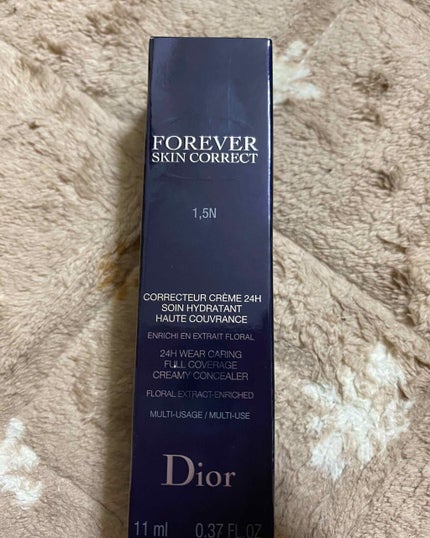 FOREVER
SKIN CORRECT
1,5N
CORRECTEUR CRÈME 24H
SOIN HYDRATANT
HAUTE COUVRANCE
ENRICHI EN EXTRAIT FLORAL
24H WEAR CARING
FULL COVERAGE
CREAMY CONCEALER
FLORAL EXTRACT-ENRICHED
MULTI-USAGE / MULTI-USE
Dior
11 ml 0.37 FL.OZ